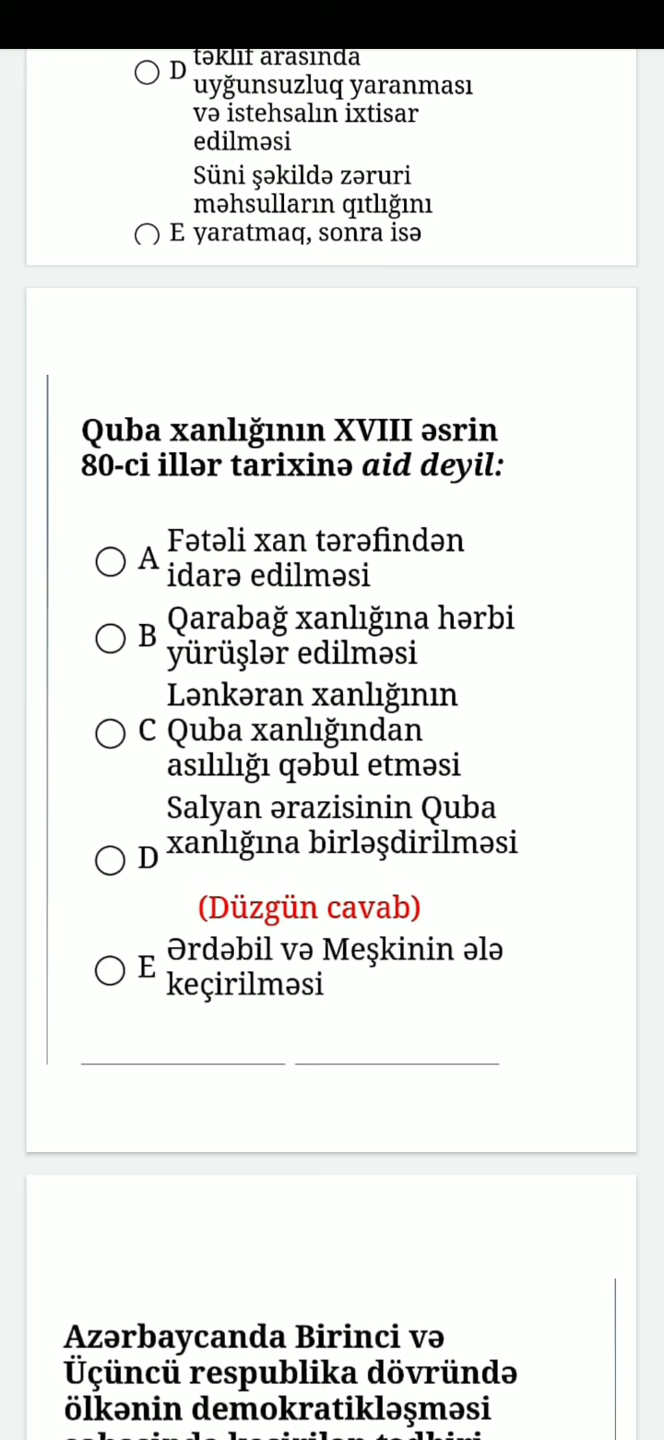 təklif arasında
D uyğunsuzluq yaranması
və istehsalın ixtisar
edilməsi
Süni şəkildə zəruri
məhsulların qıtlığını
E yaratmaq, sonra isə
Quba xanlığının XVIII əsrin
80-ci illər tarixinə aid deyil:
A Fətəli xan tərəfindən
idarə edilməsi
B Qarabağ xanlığına hərbi
yürüşlər edilməsi
Lənkəran xanlığının
C Quba xanlığından
asılılığı qəbul etməsi
Salyan ərazisinin Quba
D xanlığına birləşdirilməsi
(Düzgün cavab)
E Ərdəbil və Meşkinin ələ
keçirilməsi
Azərbaycanda Birinci və
Üçüncü respublika dövründə
ölkənin demokratikləşməsi